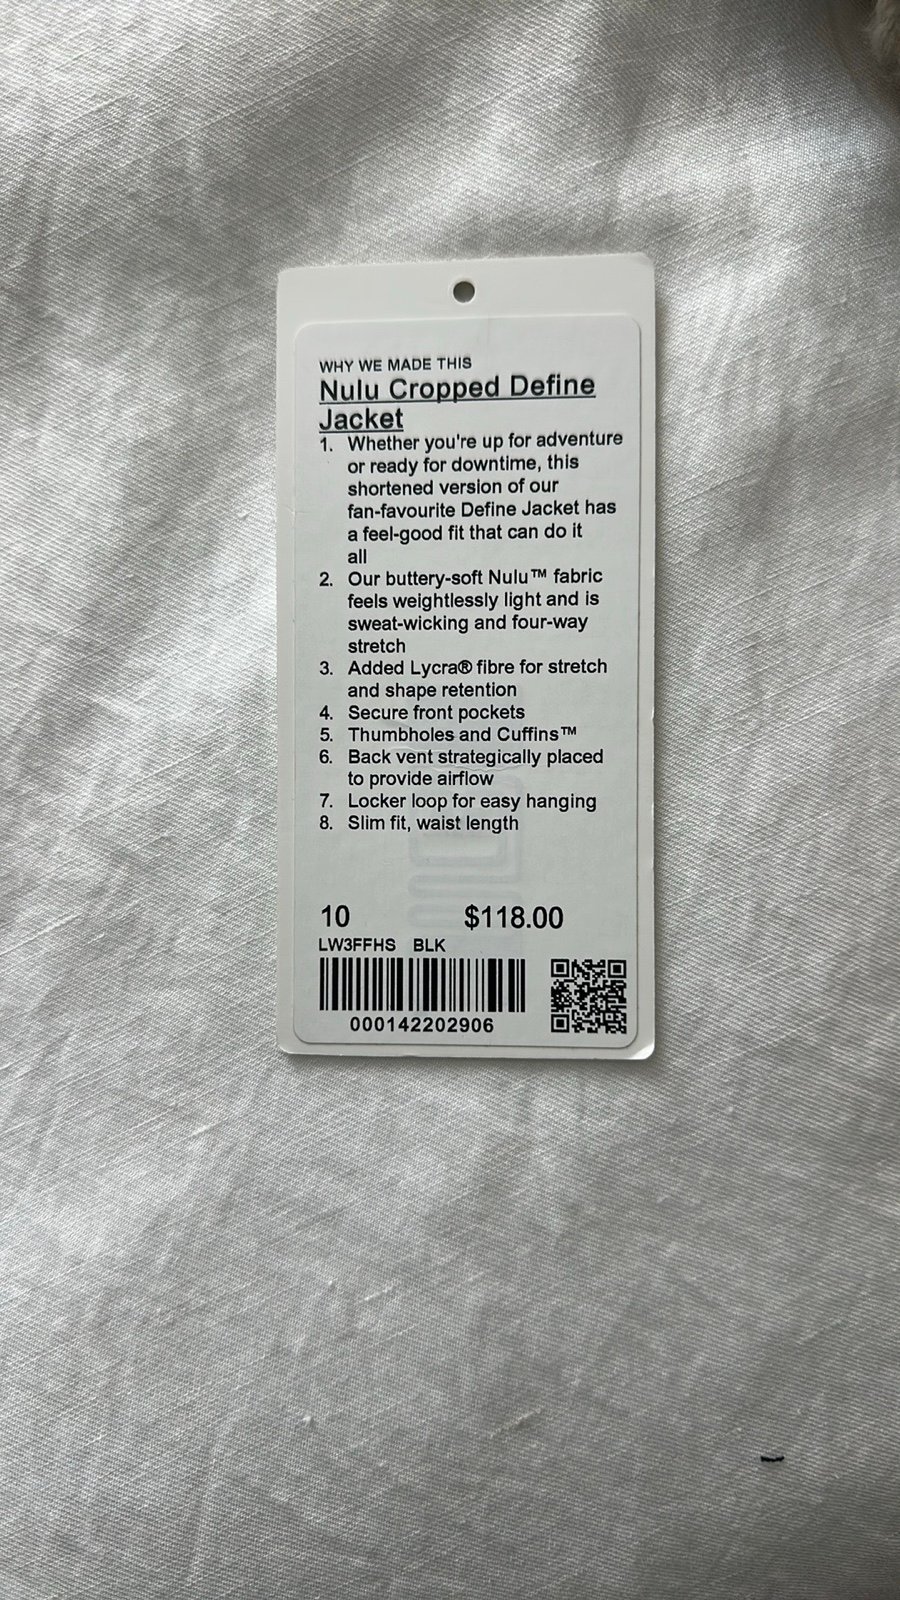 WHY WE MADE THIS
Nulu Cropped Define
Jacket
1. Whether you're up for adventure
or ready for downtime, this
shortened version of our
fan-favourite Define Jacket has
a feel-good fit that can do it
all
2. Our buttery-soft Nulu™ fabric
feels weightlessly light and is
sweat-wicking and four-way
stretch
3. Added Lycra® fibre for stretch
and shape retention
4. Secure front pockets
5. Thumbholes and Cuffins™
6. Back vent strategically placed
to provide airflow
7. Locker loop for easy hanging
8. Slim fit, waist length
10 $118.00
LW3FFHS BLK
000142202906